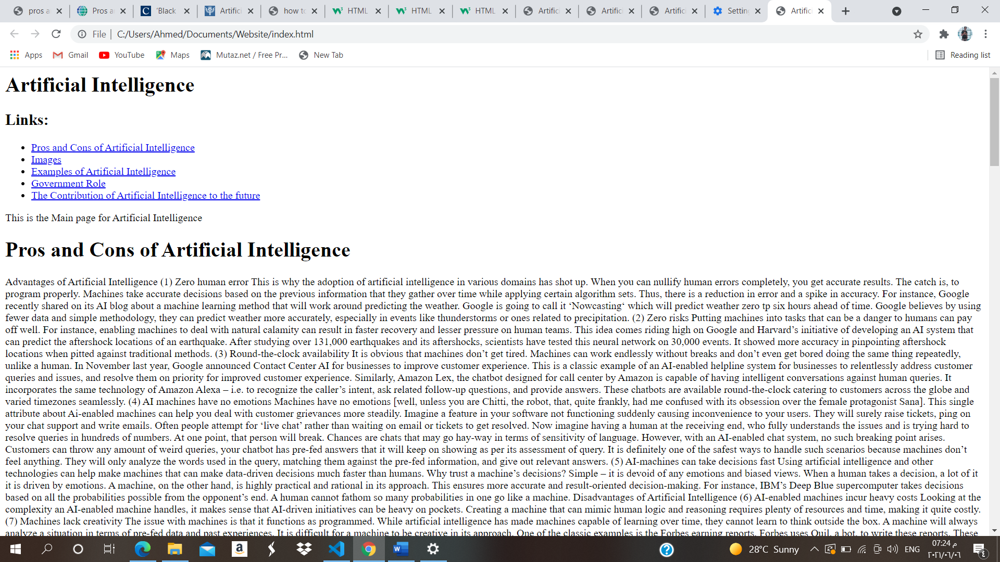 pros a
Pros ar
‘Black
Artifici
how to
HTML
HTML
HTML
Artifici
Artifici
Artifici
Setting
Artific
File
C:/Users/Ahmed/Documents/Website/index.html
Apps
Gmail
YouTube
Maps
Mutaz.net / Free Pr...
New Tab
Reading list
Artificial Intelligence
Links:
Pros and Cons of Artificial Intelligence
Images
Examples of Artificial Intelligence
Government Role
The Contribution of Artificial Intelligence to the future
This is the Main page for Artificial Intelligence
Pros and Cons of Artificial Intelligence
Advantages of Artificial Intelligence (1) Zero human error This is why the adoption of artificial intelligence in various domains has shot up. When you can nullify human errors completely, you get accurate results. The catch is, to
program properly. Machines take accurate decisions based on the previous information that they gather over time while applying certain algorithm sets. Thus, there is a reduction in error and a spike in accuracy. For instance, Google
recently shared on its AI blog about a machine learning method that will work around predicting the weather. Google is going to call it ‘Nowcasting‘ which will predict weather zero tp six hours ahead of time. Google believes by using
fewer data and simple methodology, they can predict weather more accurately, especially in events like thunderstorms or ones related to precipitation. (2) Zero risks Putting machines into tasks that can be a danger to humans can pay
off well. For instance, enabling machines to deal with natural calamity can result in faster recovery and lesser pressure on human teams. This idea comes riding high on Google and Harvard’s initiative of developing an AI system that
can predict the aftershock locations of an earthquake. After studying over 131,000 earthquakes and its aftershocks, scientists have tested this neural network on 30,000 events. It showed more accuracy in pinpointing aftershock
locations when pitted against traditional methods. (3) Round-the-clock availability It is obvious that machines don’t get tired. Machines can work endlessly without breaks and don’t even get bored doing the same thing repeatedly,
unlike a human. In November last year, Google announced Contact Center AI for businesses to improve customer experience. This is a classic example of an AI-enabled helpline system for businesses to relentlessly address customer
queries and issues, and resolve them on priority for improved customer experience. Similarly, Amazon Lex, the chatbot designed for call center by Amazon is capable of having intelligent conversations against human queries. It
incorporates the same technology of Amazon Alexa – i.e. to recognize the caller’s intent, ask related follow-up questions, and provide answers. These chatbots are available round-the-clock catering to customers across the globe and
varied timezones seamlessly. (4) AI machines have no emotions Machines have no emotions [well, unless you are Chitti, the robot, that, quite frankly, had me confused with its obsession over the female protagonist Sana]. This single
attribute about Ai-enabled machines can help you deal with customer grievances more steadily. Imagine a feature in your software not functioning suddenly causing inconvenience to your users. They will surely raise tickets, ping on
your chat support and write emails. Often people attempt for ‘live chat’ rather than waiting on email or tickets to get resolved. Now imagine having a human at the receiving end, who fully understands the issues and is trying hard to
resolve queries in hundreds of numbers. At one point, that person will break. Chances are chats that may go hay-way in terms of sensitivity of language. However, with an AI-enabled chat system, no such breaking point arises.
Customers can throw any amount of weird queries, your chatbot has pre-fed answers that it will keep on showing as per its assessment of query. It is definitely one of the safest ways to handle such scenarios because machines don’t
feel anything. They will only analyze the words used in the query, matching them against the pre-fed information, and give out relevant answers. (5) AI-machines can take decisions fast Using artificial intelligence and other
technologies can help make machines that can make data-driven decisions much faster than humans. Why trust a machine’s decisions? Simple – it is devoid of any emotions and biased views. When a human takes a decision, a lot of it
it is driven by emotions. A machine, on the other hand, is highly practical and rational in its approach. This ensures more accurate and result-oriented decision-making. For instance, IBM’s Deep Blue supercomputer takes decisions
based on all the probabilities possible from the opponent’s end. A human cannot fathom so many probabilities in one go like a machine. Disadvantages of Artificial Intelligence (6) AI-enabled machines incur heavy costs Looking at the
complexity an AI-enabled machine handles, it makes sense that AI-driven initiatives can be heavy on pockets. Creating a machine that can mimic human logic and reasoning requires plenty of resources and time, making it quite costly.
(7) Machines lack creativity The issue with machines is that it functions as programmed. While artificial intelligence has made machines capable of learning over time, they cannot learn to think outside the box. A machine will always
analyze a situation in terms of pre-fed data and past experiences. It is difficult for a machine to be creative in its approach. One of the classic examples is the Forbes earning reports. Forbes uses Quil, a bot, to write these reports. These
28°C Sunny
ENG
07:24 م
٢٠٢١/٠٦/٠٦
٤